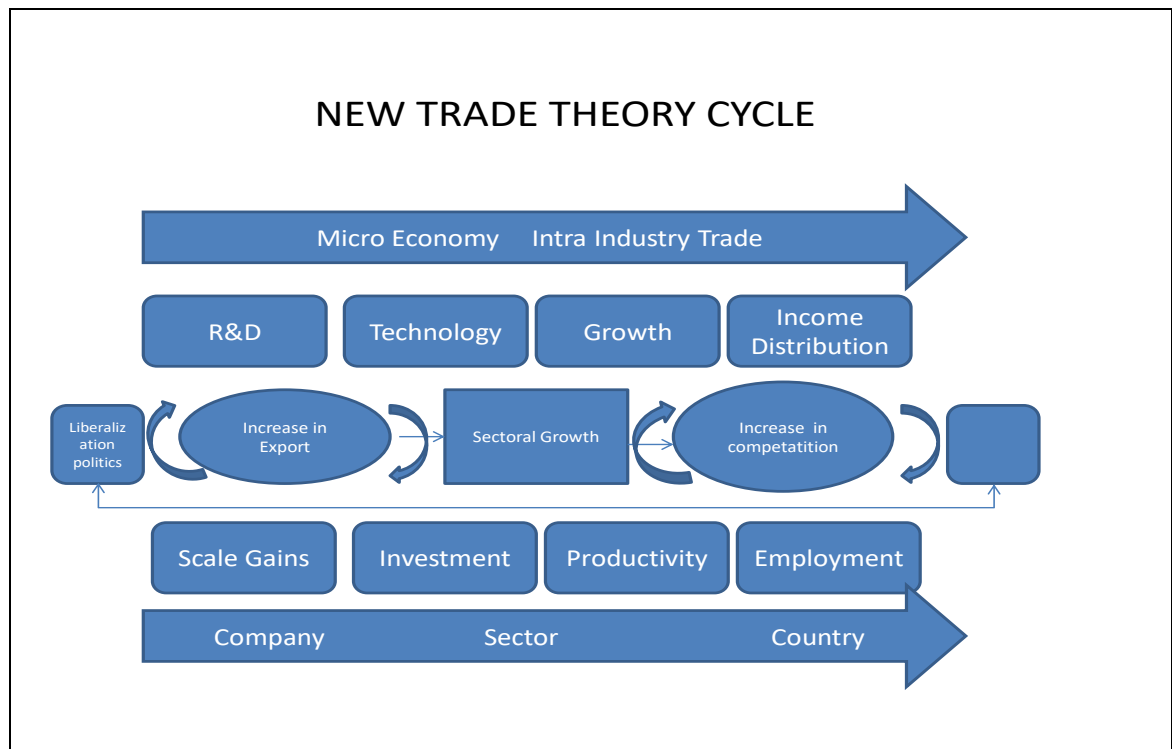 NEW TRADE THEORY CYCLE
Micro Economy Intra Industry Trade
R&D
Technology
Growth
Income
Distribution
Liberaliz
ation
politics
Increase in
Export
Sectoral Growth
Increase in
competatition
Scale Gains
Investment
Productivity
Employment
Company Sector Country